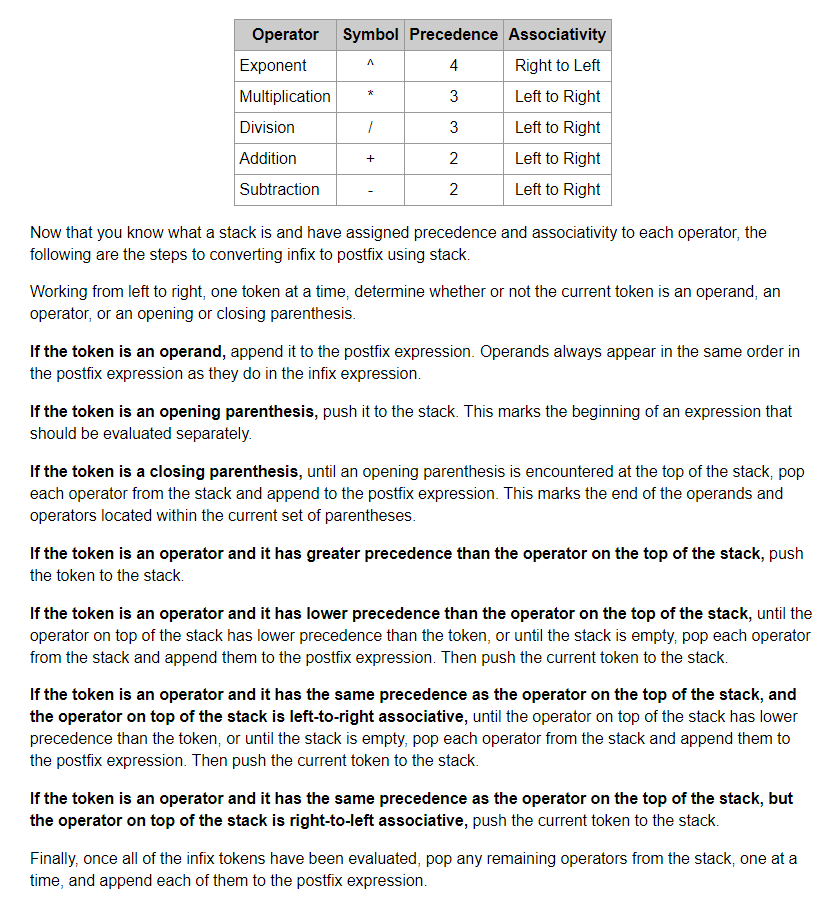 Operator Symbol Precedence Associativity
Exponent ^ 4 Right to Left
Multiplication * 3 Left to Right
Division / 3 Left to Right
Addition + 2 Left to Right
Subtraction - 2 Left to Right
Now that you know what a stack is and have assigned precedence and associativity to each operator, the
following are the steps to converting infix to postfix using stack.
Working from left to right, one token at a time, determine whether or not the current token is an operand, an
operator, or an opening or closing parenthesis.
If the token is an operand, append it to the postfix expression. Operands always appear in the same order in
the postfix expression as they do in the infix expression.
If the token is an opening parenthesis, push it to the stack. This marks the beginning of an expression that
should be evaluated separately.
If the token is a closing parenthesis, until an opening parenthesis is encountered at the top of the stack, pop
each operator from the stack and append to the postfix expression. This marks the end of the operands and
operators located within the current set of parentheses.
If the token is an operator and it has greater precedence than the operator on the top of the stack, push
the token to the stack.
If the token is an operator and it has lower precedence than the operator on the top of the stack, until the
operator on top of the stack has lower precedence than the token, or until the stack is empty, pop each operator
from the stack and append them to the postfix expression. Then push the current token to the stack.
If the token is an operator and it has the same precedence as the operator on the top of the stack, and
the operator on top of the stack is left-to-right associative, until the operator on top of the stack has lower
precedence than the token, or until the stack is empty, pop each operator from the stack and append them to
the postfix expression. Then push the current token to the stack.
If the token is an operator and it has the same precedence as the operator on the top of the stack, but
the operator on top of the stack is right-to-left associative, push the current token to the stack.
Finally, once all of the infix tokens have been evaluated, pop any remaining operators from the stack, one at a
time, and append each of them to the postfix expression.